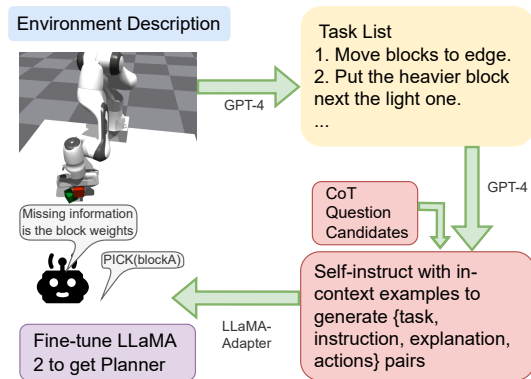 Environment Description
GPT-4
Task List
1. Move blocks to edge.
2. Put the heavier block
next the light one.
...
GPT-4
CoT
Question
Candidates
Missing information
is the block weights
PICK(blockA)
Self-instruct with in-
context examples to
generate {task,
instruction, explanation,
actions} pairs
LLaMA-
Adapter
Fine-tune LLaMA
2 to get Planner